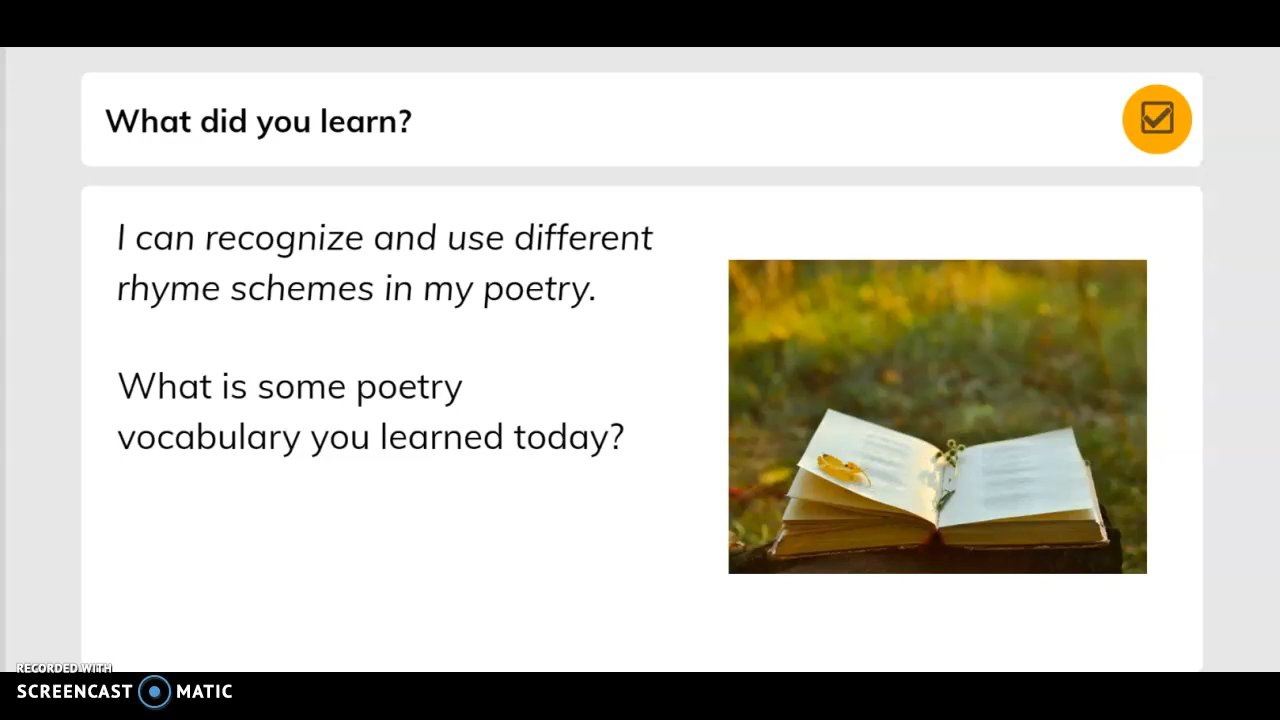 What did you learn?
I can recognize and use different
rhyme schemes in my poetry.
What is some poetry
vocabulary you learned today?
RECORDED WITH
SCREENCAST MATIC